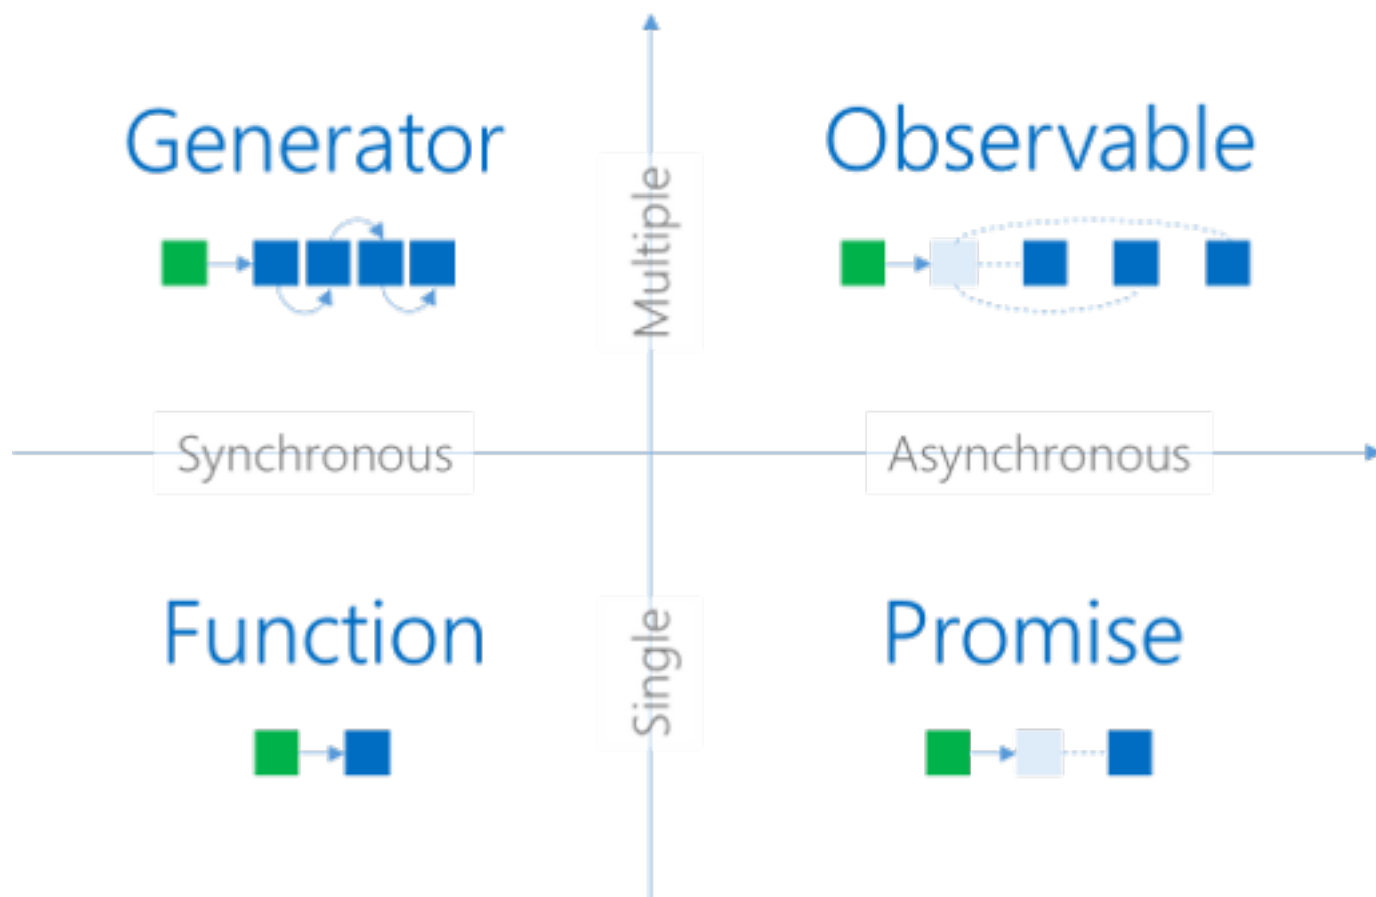 Generator
Observable
Multiple
Synchronous
Asynchronous
Function
Promise
Single